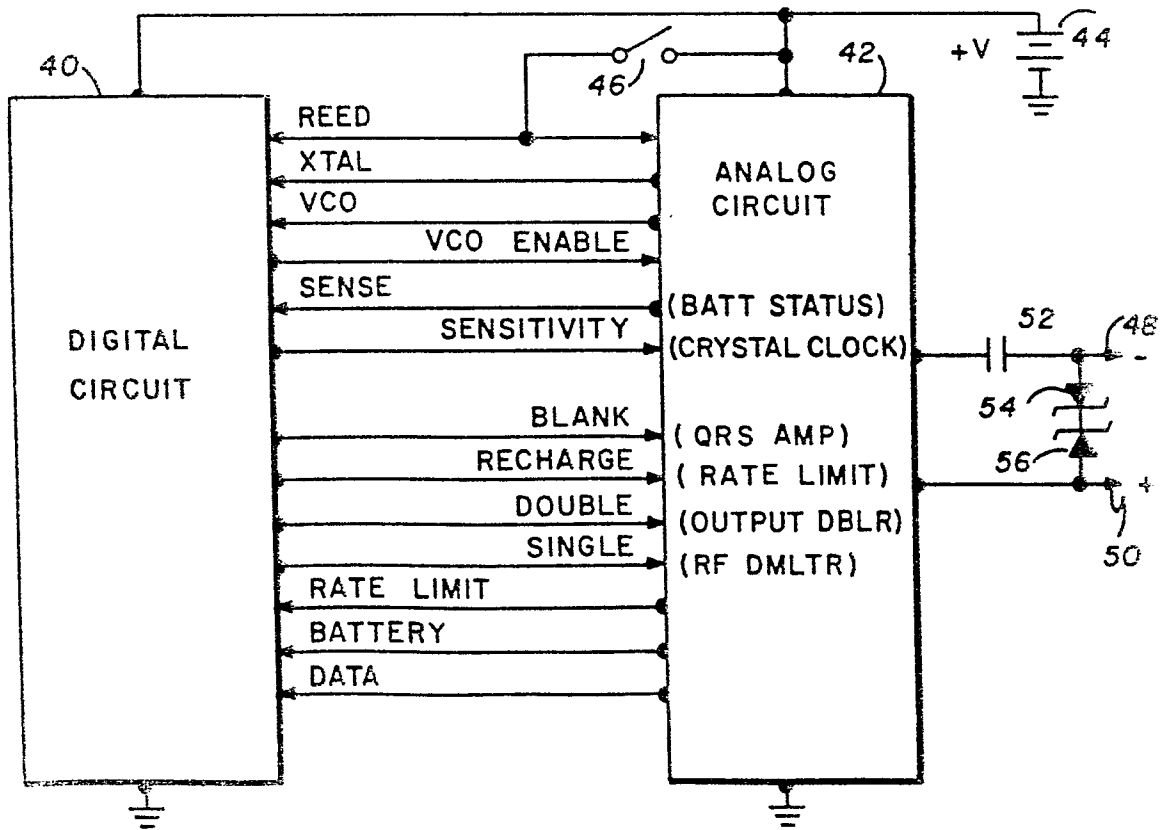 44
+V
40
46
42
REED
XTAL
VCO
VCO ENABLE
SENSE
SENSITIVITY
BLANK
RECHARGE
DOUBLE
SINGLE
RATE LIMIT
BATTERY
DATA
DIGITAL
CIRCUIT
ANALOG
CIRCUIT
(BATT STATUS)
(CRYSTAL CLOCK)
(QRS AMP)
(RATE LIMIT)
(OUTPUT DBLR)
(RF DMLTR)
52
48
-
54
56
+
50